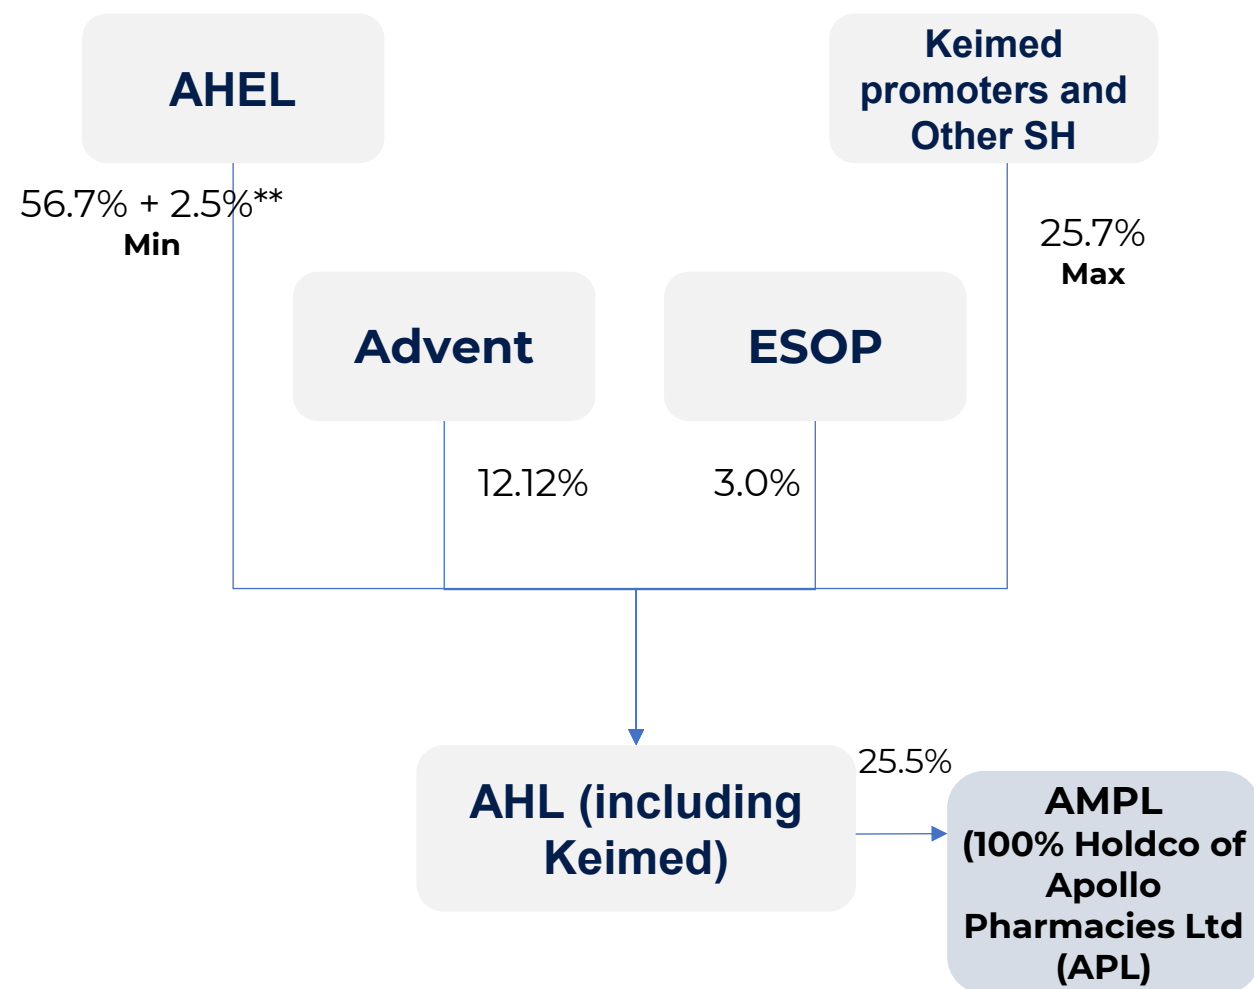 AHEL
Keimed
promoters and
Other SH
56.7% + 2.5%**
Min
25.7%
Max
Advent
ESOP
12.12%
3.0%
AHL (including
Keimed)
25.5%
AMPL
(100% Holdco of
Apollo
Pharmacies Ltd
(APL)